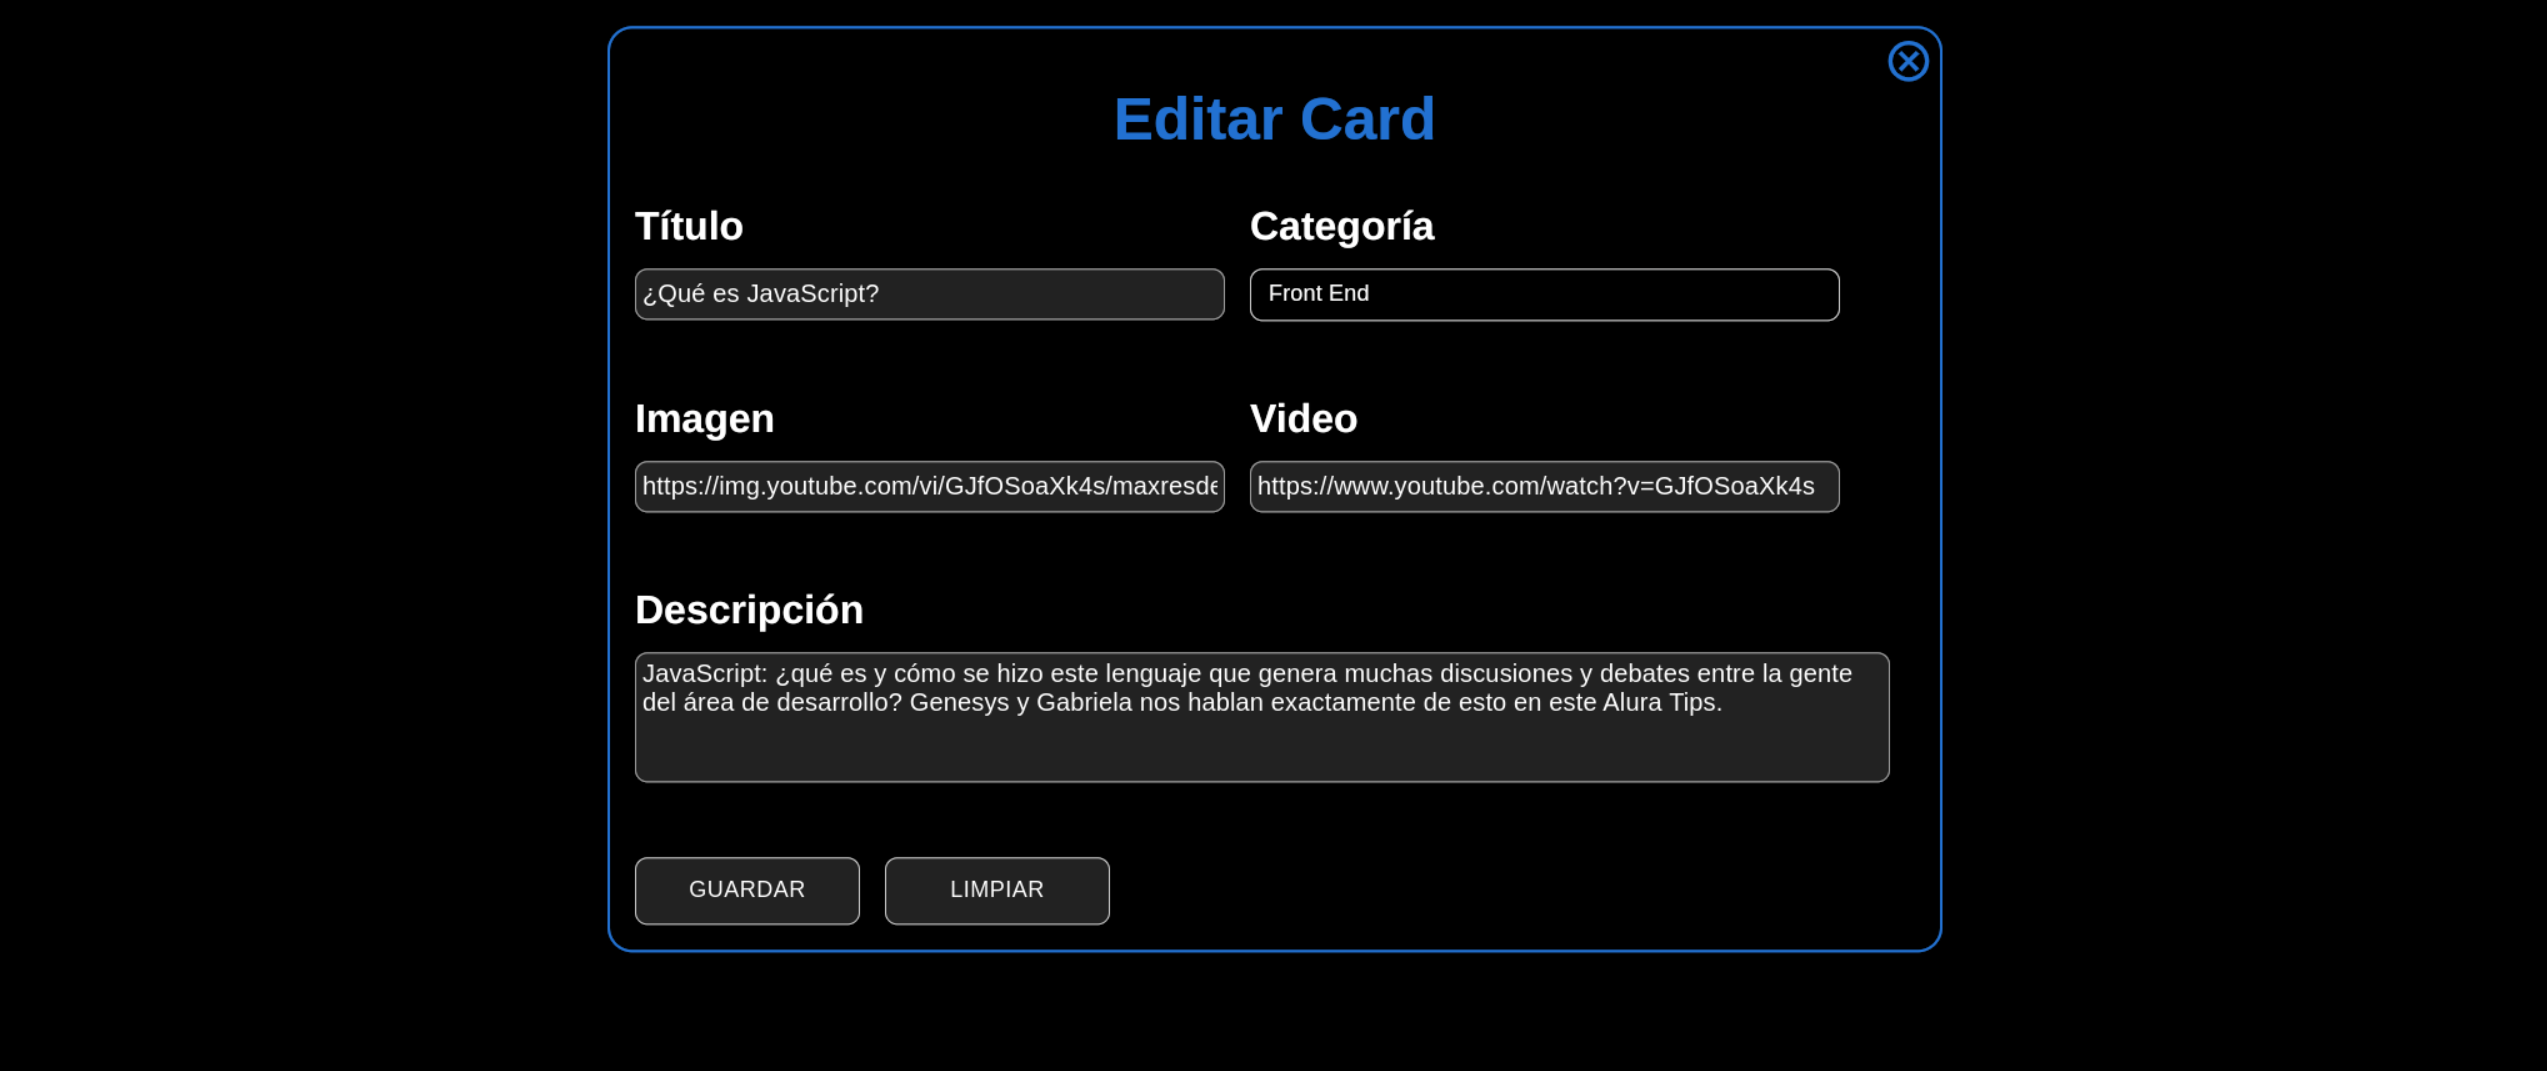 Editar Card
Título
Categoría
¿Qué es JavaScript?
Front End
Imagen
Video
https://img.youtube.com/vi/GJfOSoaXk4s/maxresde
https://www.youtube.com/watch?v=GJfOSoaXk4s
Descripción
JavaScript: ¿qué es y cómo se hizo este lenguaje que genera muchas discusiones y debates entre la gente
del área de desarrollo? Genesys y Gabriela nos hablan exactamente de esto en este Alura Tips.
GUARDAR
LIMPIAR